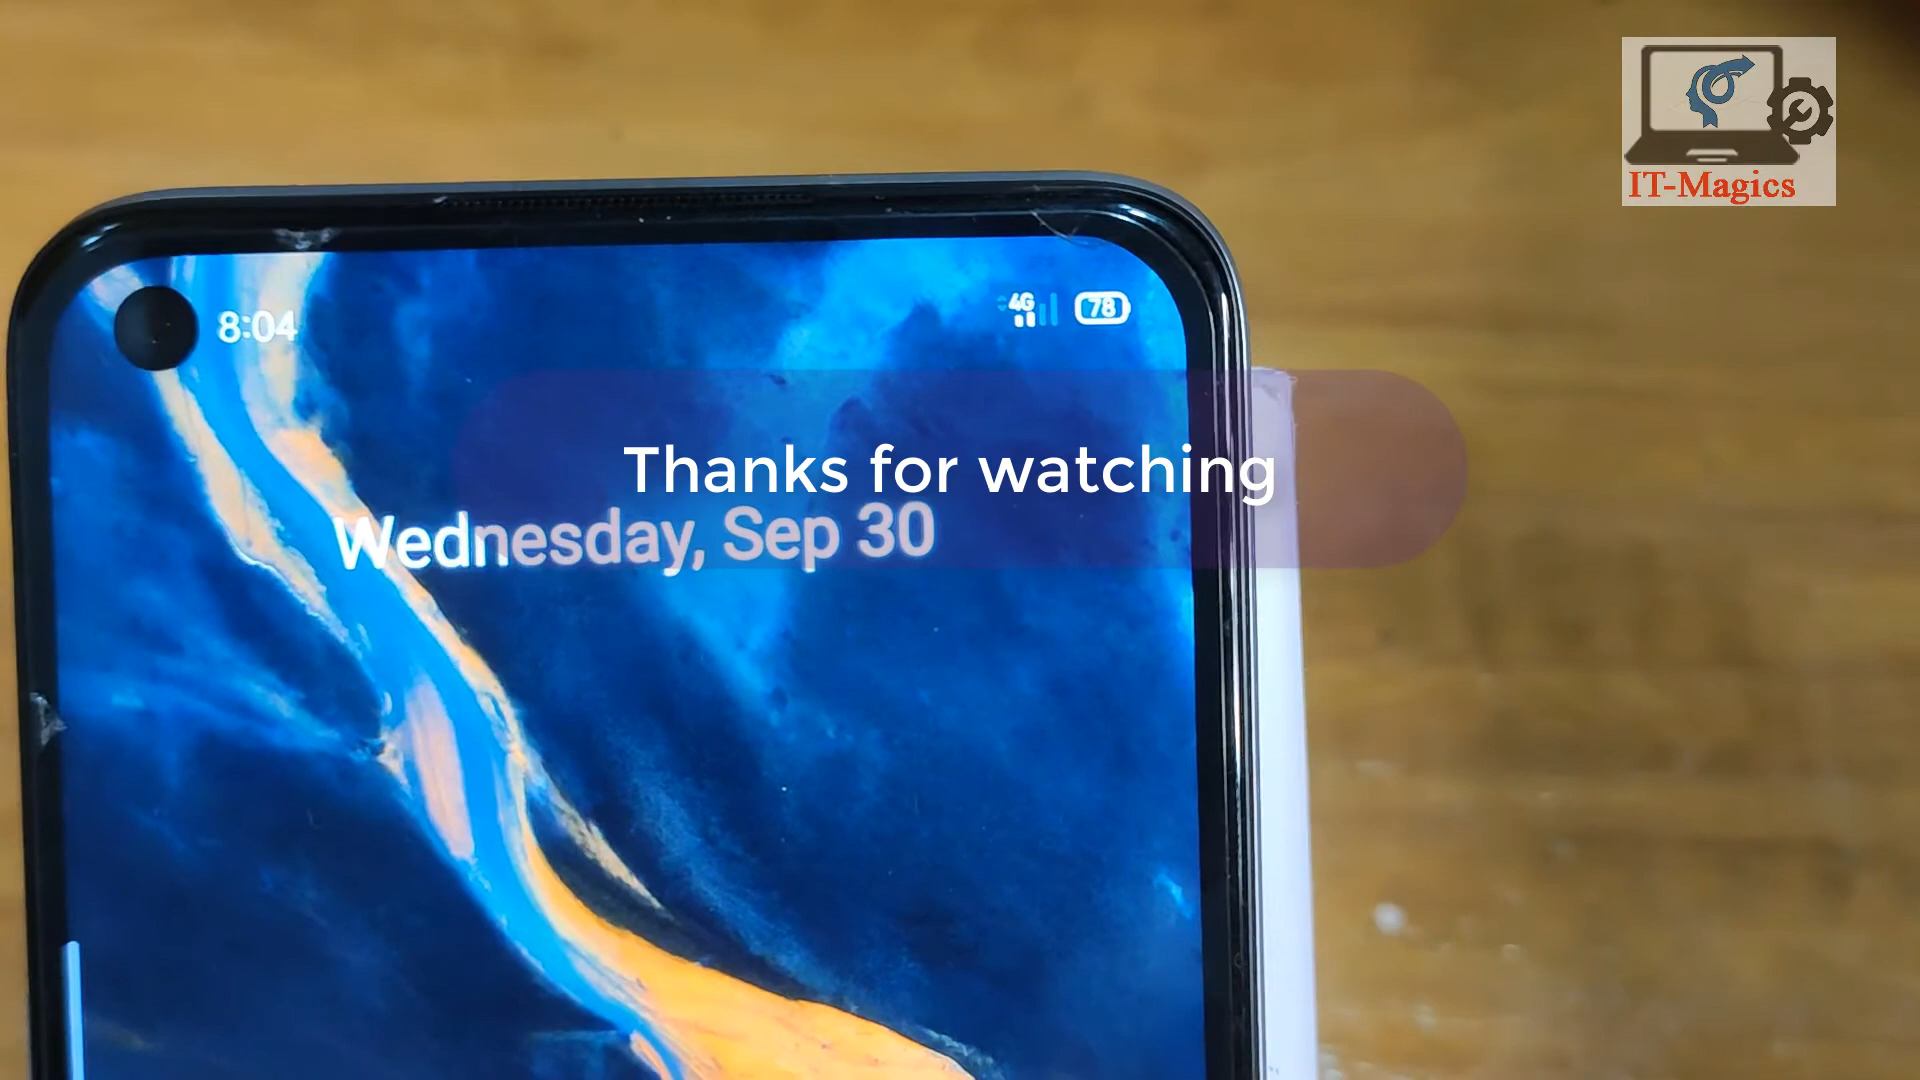 IT-Magics
8:04
4G
78
Thanks for watching
Wednesday, Sep 30